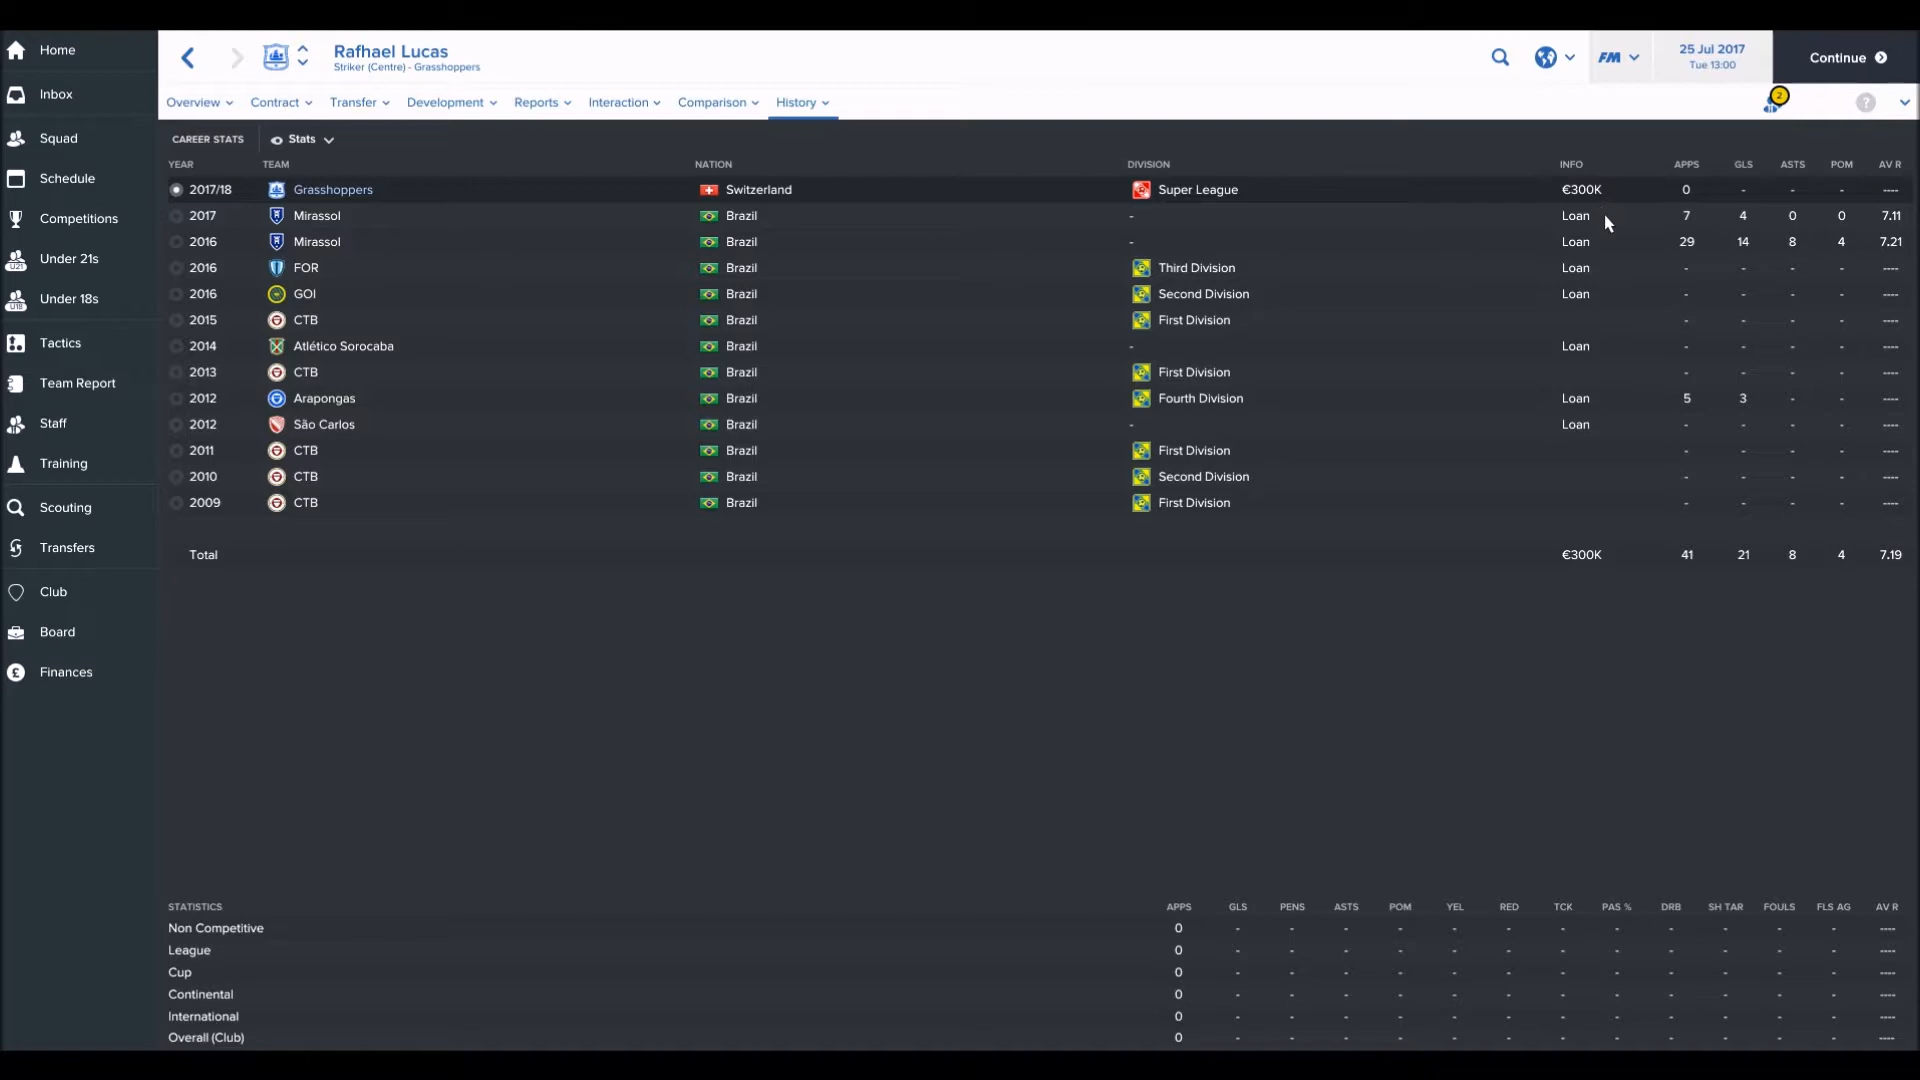 Home
Inbox
Squad
Schedule
Competitions
U21 Under 21s
U18 Under 18s
Tactics
Team Report
Staff
Training
Scouting
Transfers
Club
Board
£ Finances
Rafhael Lucas
Striker (Centre) - Grasshoppers
FM
25 Jul 2017
Tue 13:00
Continue
Overview Contract Transfer Development Reports Interaction Comparison History
2
?
CAREER STATS Stats
YEAR TEAM NATION DIVISION INFO APPS GLS ASTS POM AV R
2017/18 Grasshoppers Switzerland Super League €300K 0 - - - ----
2017 Mirassol Brazil - Loan 7 4 0 0 7.11
2016 Mirassol Brazil - Loan 29 14 8 4 7.21
2016 FOR Brazil Third Division Loan - - - - ----
2016 GOI Brazil Second Division Loan - - - - ----
2015 CTB Brazil First Division - - - - ----
2014 Atlético Sorocaba Brazil - Loan - - - - ----
2013 CTB Brazil First Division - - - - ----
2012 Arapongas Brazil Fourth Division Loan 5 3 - - ----
2012 São Carlos Brazil - Loan - - - - ----
2011 CTB Brazil First Division - - - - ----
2010 CTB Brazil Second Division - - - - ----
2009 CTB Brazil First Division - - - - ----
Total €300K 41 21 8 4 7.19
STATISTICS APPS GLS PENS ASTS POM YEL RED TCK PAS % DRB SH TAR FOULS FLS AG AV R
Non Competitive 0 - - - - - - - - - - - - ----
League 0 - - - - - - - - - - - - ----
Cup 0 - - - - - - - - - - - - ----
Continental 0 - - - - - - - - - - - - ----
International 0 - - - - - - - - - - - - ----
Overall (Club) 0 - - - - - - - - - - - - ----